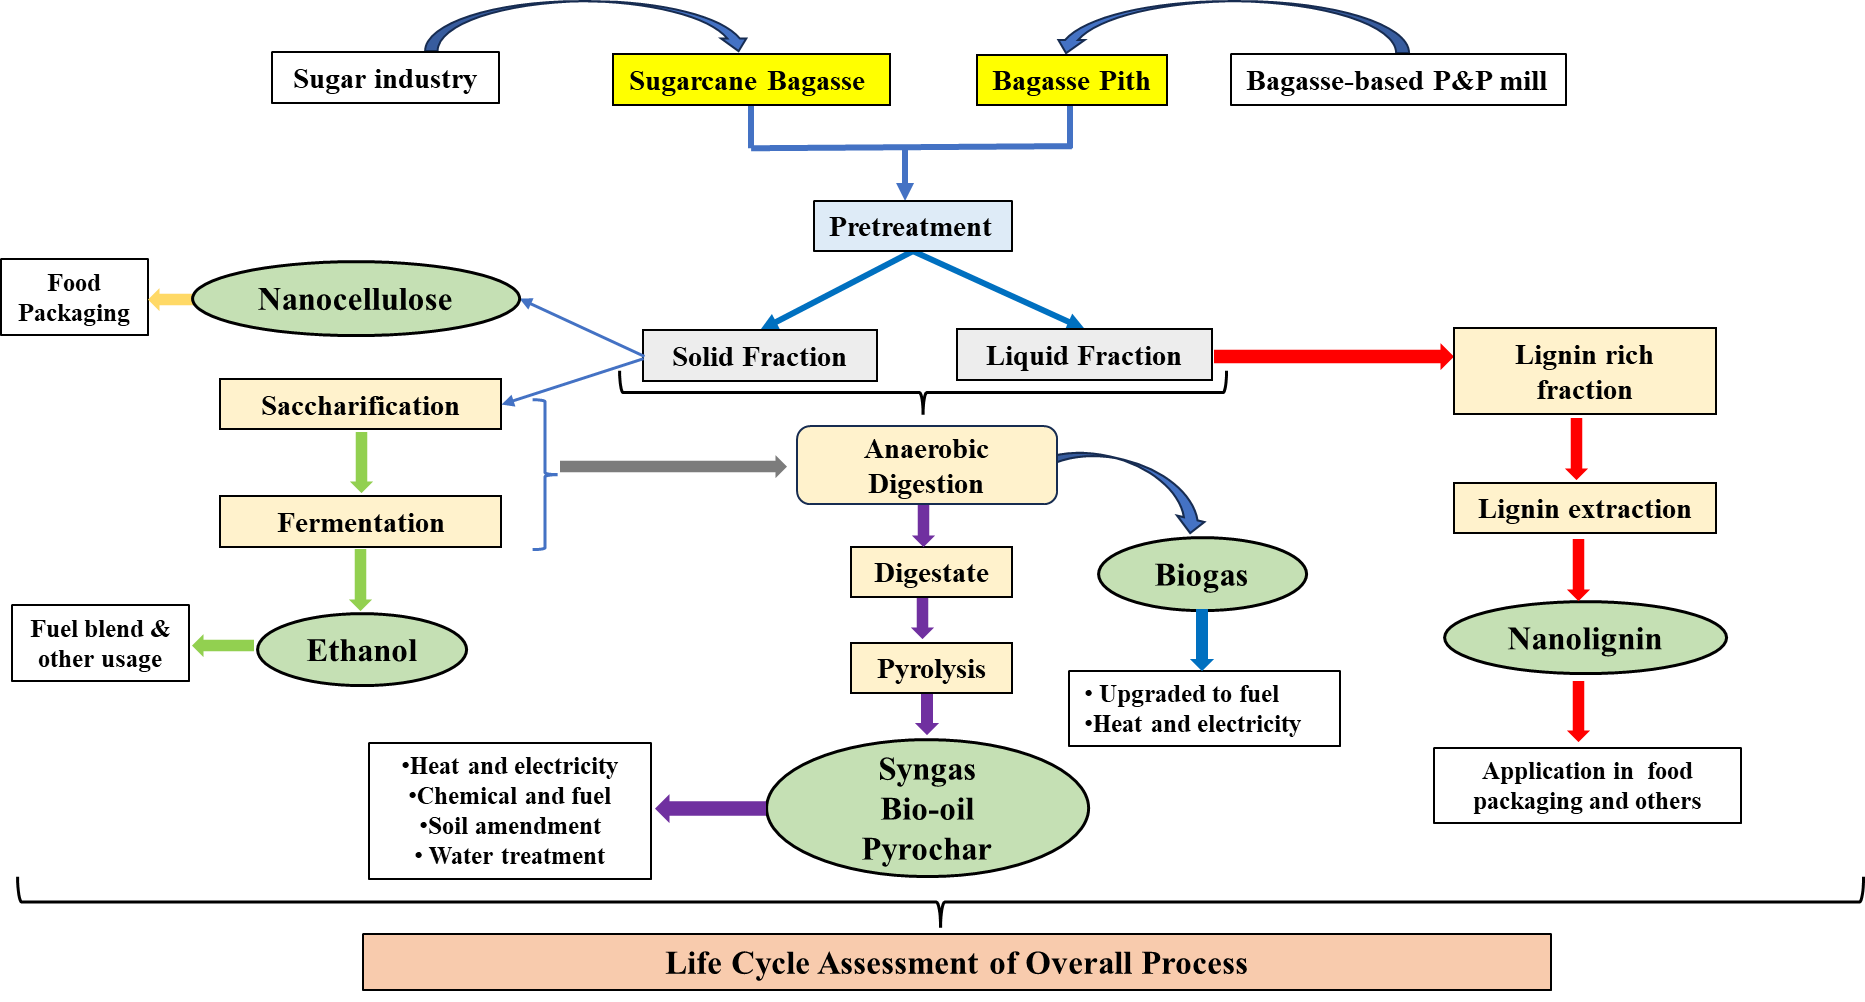 Sugar industry
Sugarcane Bagasse
Bagasse Pith
Bagasse-based P&P mill
Pretreatment
Food
Packaging
Nanocellulose
Solid Fraction
Liquid Fraction
Lignin rich
fraction
Saccharification
Anaerobic
Digestion
Lignin extraction
Fermentation
Digestate
Biogas
Fuel blend &
other usage
Ethanol
Nanolignin
Pyrolysis
• Upgraded to fuel
•Heat and electricity
•Heat and electricity
•Chemical and fuel
•Soil amendment
• Water treatment
Syngas
Bio-oil
Pyrochar
Application in food
packaging and others
Life Cycle Assessment of Overall Process